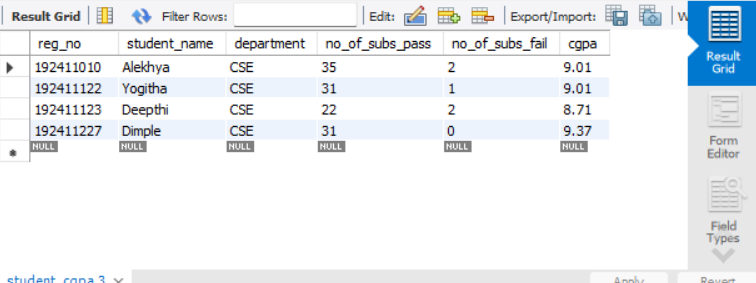 Result Grid Filter Rows: Edit: Export/Import: W
reg_no student_name department no_of_subs_pass no_of_subs_fail cgpa
192411010 Alekhya CSE 35 2 9.01
192411122 Yogitha CSE 31 1 9.01
192411123 Deepthi CSE 22 2 8.71
192411227 Dimple CSE 31 0 9.37
NULL NULL NULL NULL NULL NULL
Result
Grid
Form
Editor
Field
Types
student_cgpa 3
Apply Revert